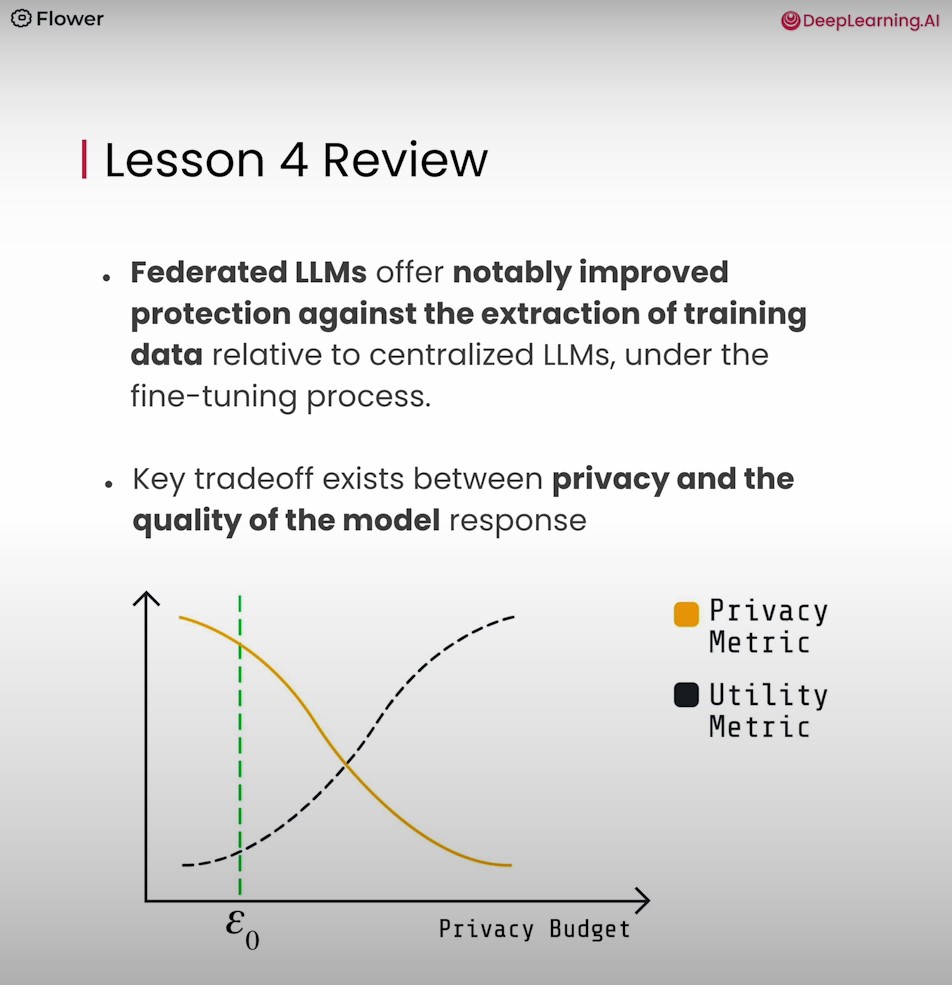 Flower
DeepLearning.AI
Lesson 4 Review
• Federated LLMs offer notably improved
protection against the extraction of training
data relative to centralized LLMs, under the
fine-tuning process.
• Key tradeoff exists between privacy and the
quality of the model response
Privacy
Metric
Utility
Metric
ε0
Privacy Budget